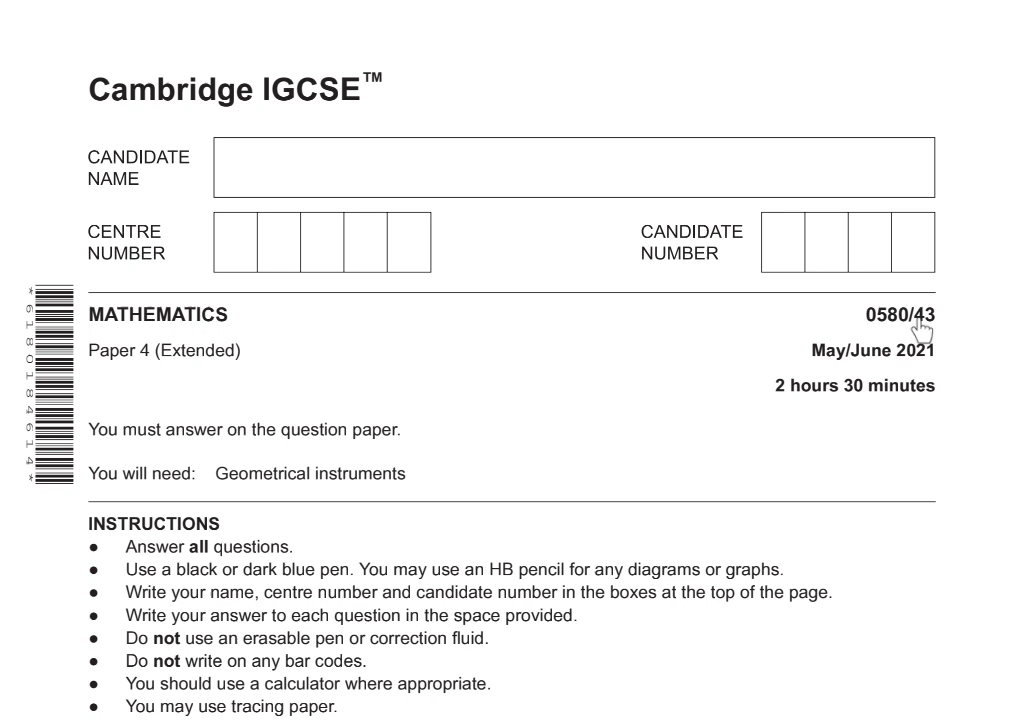 Cambridge IGCSE™
CANDIDATE
NAME
CENTRE
NUMBER
CANDIDATE
NUMBER
*6180184614*
MATHEMATICS 0580/43
Paper 4 (Extended) May/June 2021
2 hours 30 minutes
You must answer on the question paper.
You will need: Geometrical instruments
INSTRUCTIONS
● Answer all questions.
● Use a black or dark blue pen. You may use an HB pencil for any diagrams or graphs.
● Write your name, centre number and candidate number in the boxes at the top of the page.
● Write your answer to each question in the space provided.
● Do not use an erasable pen or correction fluid.
● Do not write on any bar codes.
● You should use a calculator where appropriate.
● You may use tracing paper.